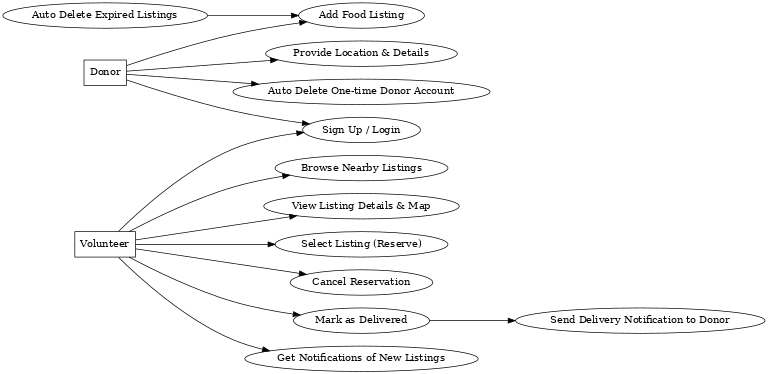 Auto Delete Expired Listings
Add Food Listing
Provide Location & Details
Donor
Auto Delete One-time Donor Account
Sign Up / Login
Browse Nearby Listings
View Listing Details & Map
Volunteer
Select Listing (Reserve)
Cancel Reservation
Mark as Delivered
Send Delivery Notification to Donor
Get Notifications of New Listings